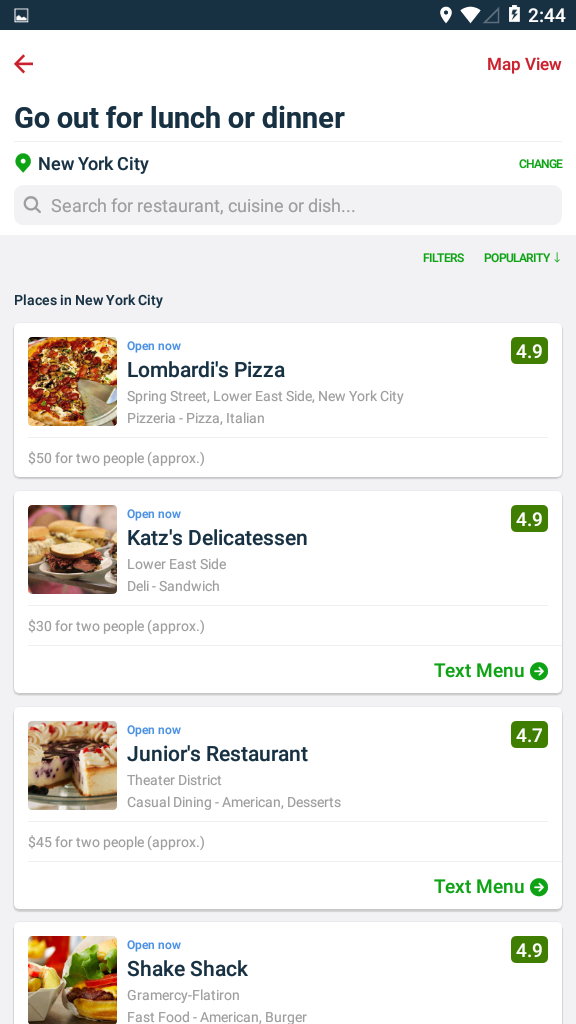 2:44
Map View
Go out for lunch or dinner
New York City
CHANGE
Search for restaurant, cuisine or dish...
FILTERS POPULARITY ↓
Places in New York City
Open now
4.9
Lombardi's Pizza
Spring Street, Lower East Side, New York City
Pizzeria - Pizza, Italian
$50 for two people (approx.)
Open now
4.9
Katz's Delicatessen
Lower East Side
Deli - Sandwich
$30 for two people (approx.)
Text Menu
Open now
4.7
Junior's Restaurant
Theater District
Casual Dining - American, Desserts
$45 for two people (approx.)
Text Menu
Open now
4.9
Shake Shack
Gramercy-Flatiron
Fast Food - American, Burger